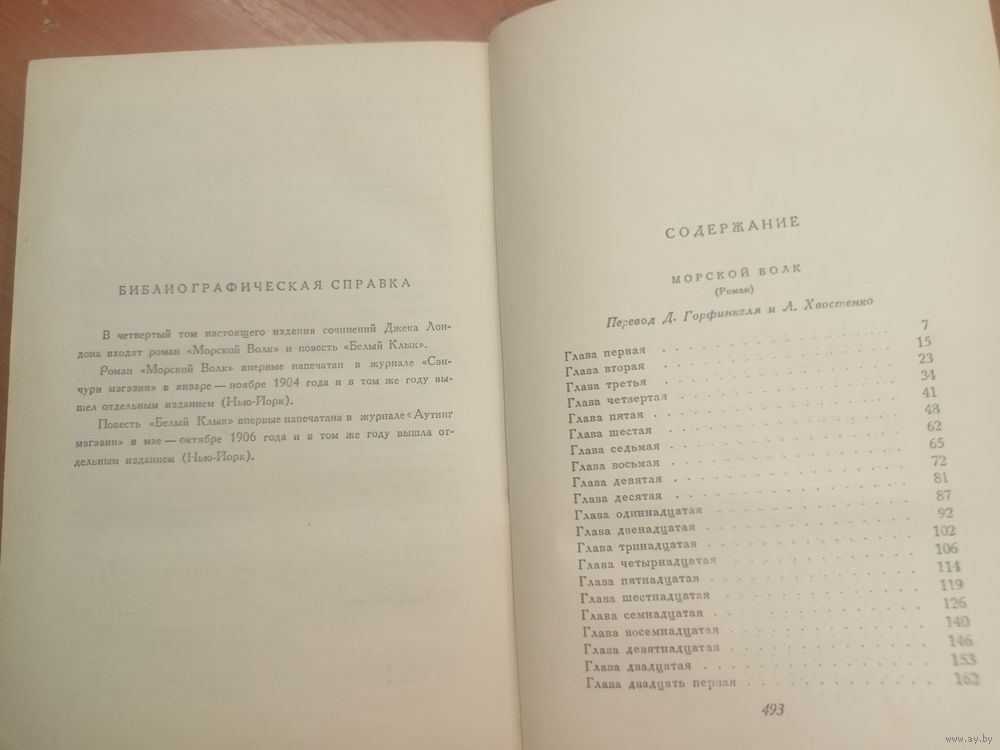 БИБЛИОГРАФИЧЕСКАЯ СПРАВКА
В четвертый том настоящего издания сочинений Джека Лон-
дона входят роман «Морской Волк» и повесть «Белый Клык».
Роман «Морской Волк» впервые напечатан в журнале «Сэн-
чури мэгэзин» в январе — ноябре 1904 года и в том же году вы-
шел отдельным изданием (Нью-Йорк).
Повесть «Белый Клык» впервые напечатана в журнале «Аутинг
мэгэзин» в мае — октябре 1906 года и в том же году вышла от-
дельным изданием (Нью-Йорк).
СОДЕРЖАНИЕ
МОРСКОЙ ВОЛК
(Роман)
Перевод Д. Горфинкеля и Л. Хвостенко
Глава первая . . . . . . . . . . 7
Глава вторая . . . . . . . . . . 15
Глава третья . . . . . . . . . . 23
Глава четвертая . . . . . . . . . . 34
Глава пятая . . . . . . . . . . 41
Глава шестая . . . . . . . . . . 48
Глава седьмая . . . . . . . . . . 62
Глава восьмая . . . . . . . . . . 65
Глава девятая . . . . . . . . . . 72
Глава десятая . . . . . . . . . . 81
Глава одиннадцатая . . . . . . . . . . 87
Глава двенадцатая . . . . . . . . . . 92
Глава тринадцатая . . . . . . . . . . 102
Глава четырнадцатая . . . . . . . . . . 106
Глава пятнадцатая . . . . . . . . . . 114
Глава шестнадцатая . . . . . . . . . . 119
Глава семнадцатая . . . . . . . . . . 126
Глава восемнадцатая . . . . . . . . . . 140
Глава девятнадцатая . . . . . . . . . . 146
Глава двадцатая . . . . . . . . . . 153
Глава двадцать первая . . . . . . . . . . 162
493
www.ay.by